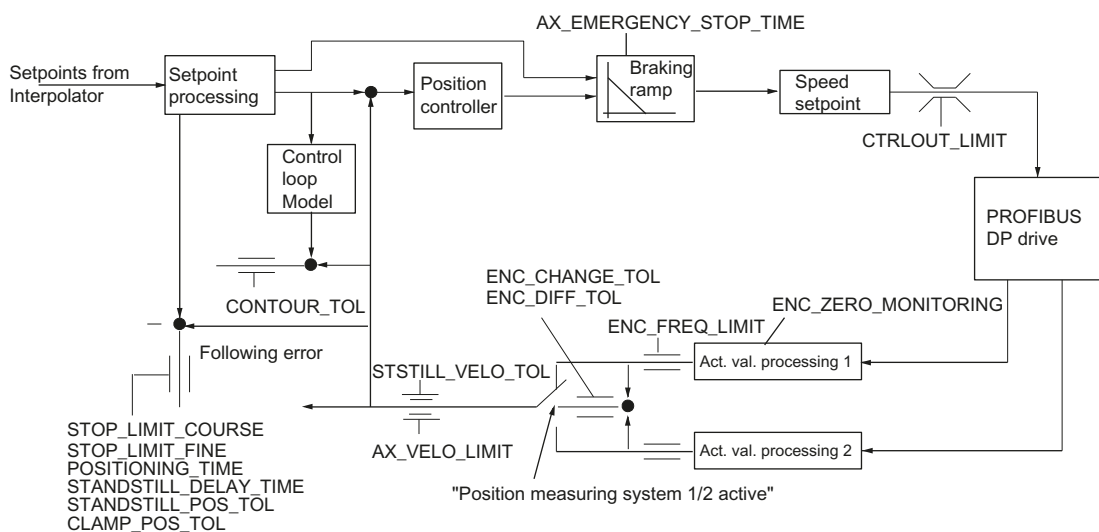 AX_EMERGENCY_STOP_TIME
Setpoints from
Interpolator
Setpoint
processing
Position
controller
Braking
ramp
Speed
setpoint
CTRLOUT_LIMIT
Control
loop
Model
PROFIBUS
DP drive
CONTOUR_TOL
ENC_CHANGE_TOL
ENC_DIFF_TOL
ENC_ZERO_MONITORING
ENC_FREQ_LIMIT
–
Following error
Act. val. processing 1
STSTILL_VELO_TOL
AX_VELO_LIMIT
Act. val. processing 2
"Position measuring system 1/2 active"
STOP_LIMIT_COURSE
STOP_LIMIT_FINE
POSITIONING_TIME
STANDSTILL_DELAY_TIME
STANDSTILL_POS_TOL
CLAMP_POS_TOL